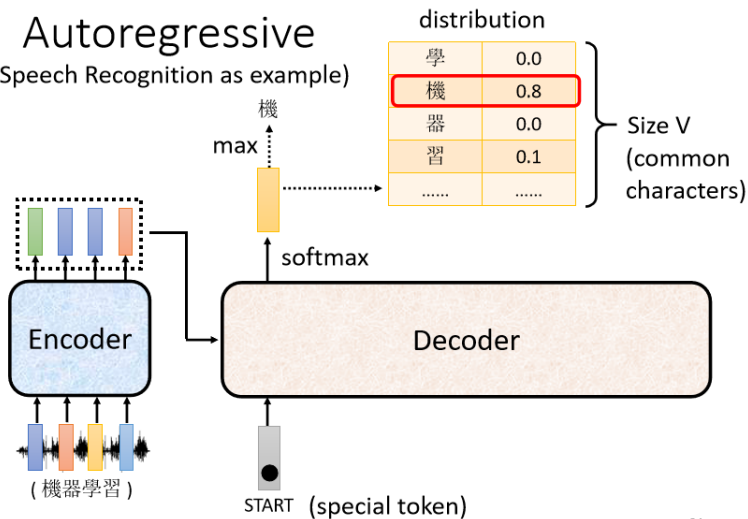 Autoregressive
Speech Recognition as example)
distribution
學 0.0
機 0.8
器 0.0
習 0.1
...... ......
Size V
(common
characters)
機
max
softmax
Encoder
Decoder
(機器學習)
START (special token)